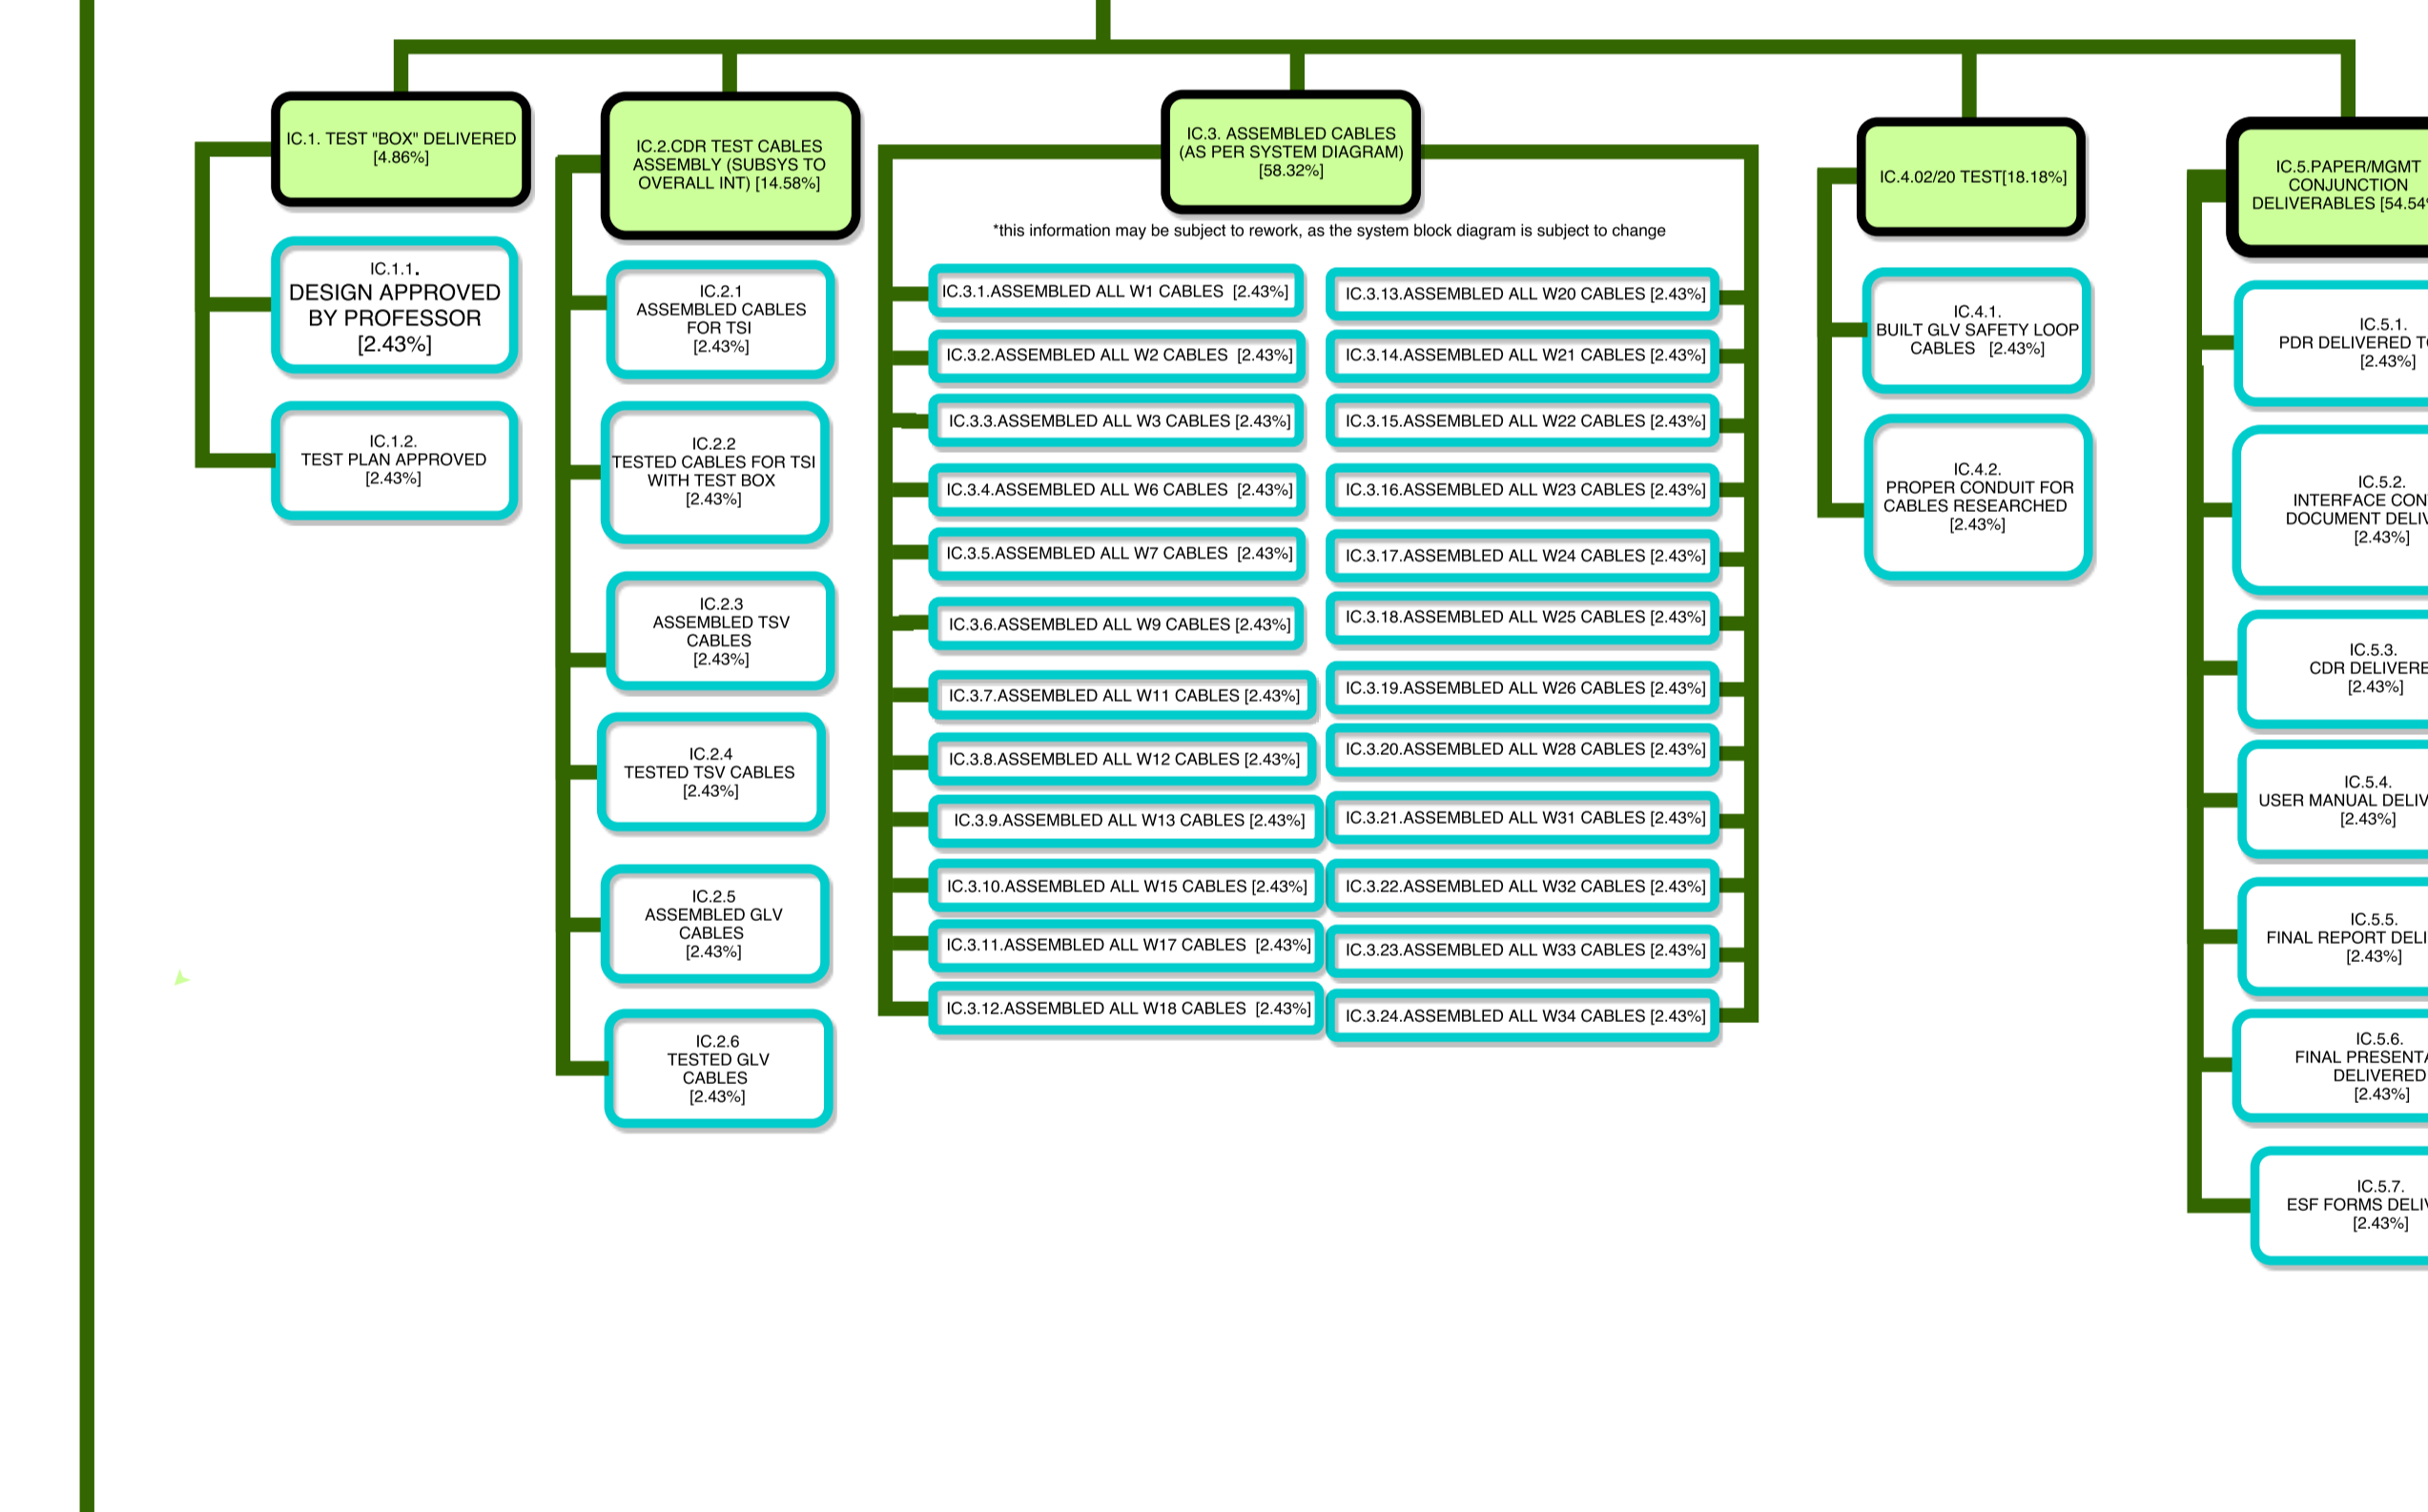 IC.1. TEST "BOX" DELIVERED
[4.86%]
IC.1.1.
DESIGN APPROVED
BY PROFESSOR
[2.43%]
IC.1.2.
TEST PLAN APPROVED
[2.43%]
IC.2.CDR TEST CABLES
ASSEMBLY (SUBSYS TO
OVERALL INT) [14.58%]
IC.2.1
ASSEMBLED CABLES
FOR TSI
[2.43%]
IC.2.2
TESTED CABLES FOR TSI
WITH TEST BOX
[2.43%]
IC.2.3
ASSEMBLED TSV
CABLES
[2.43%]
IC.2.4
TESTED TSV CABLES
[2.43%]
IC.2.5
ASSEMBLED GLV
CABLES
[2.43%]
IC.2.6
TESTED GLV
CABLES
[2.43%]
IC.3. ASSEMBLED CABLES
(AS PER SYSTEM DIAGRAM)
[58.32%]
*this information may be subject to rework, as the system block diagram is subject to change
IC.3.1.ASSEMBLED ALL W1 CABLES [2.43%]
IC.3.2.ASSEMBLED ALL W2 CABLES [2.43%]
IC.3.3.ASSEMBLED ALL W3 CABLES [2.43%]
IC.3.4.ASSEMBLED ALL W6 CABLES [2.43%]
IC.3.5.ASSEMBLED ALL W7 CABLES [2.43%]
IC.3.6.ASSEMBLED ALL W9 CABLES [2.43%]
IC.3.7.ASSEMBLED ALL W11 CABLES [2.43%]
IC.3.8.ASSEMBLED ALL W12 CABLES [2.43%]
IC.3.9.ASSEMBLED ALL W13 CABLES [2.43%]
IC.3.10.ASSEMBLED ALL W15 CABLES [2.43%]
IC.3.11.ASSEMBLED ALL W17 CABLES [2.43%]
IC.3.12.ASSEMBLED ALL W18 CABLES [2.43%]
IC.3.13.ASSEMBLED ALL W20 CABLES [2.43%]
IC.3.14.ASSEMBLED ALL W21 CABLES [2.43%]
IC.3.15.ASSEMBLED ALL W22 CABLES [2.43%]
IC.3.16.ASSEMBLED ALL W23 CABLES [2.43%]
IC.3.17.ASSEMBLED ALL W24 CABLES [2.43%]
IC.3.18.ASSEMBLED ALL W25 CABLES [2.43%]
IC.3.19.ASSEMBLED ALL W26 CABLES [2.43%]
IC.3.20.ASSEMBLED ALL W28 CABLES [2.43%]
IC.3.21.ASSEMBLED ALL W31 CABLES [2.43%]
IC.3.22.ASSEMBLED ALL W32 CABLES [2.43%]
IC.3.23.ASSEMBLED ALL W33 CABLES [2.43%]
IC.3.24.ASSEMBLED ALL W34 CABLES [2.43%]
IC.4.02/20 TEST[18.18%]
IC.4.1.
BUILT GLV SAFETY LOOP
CABLES [2.43%]
IC.4.2.
PROPER CONDUIT FOR
CABLES RESEARCHED
[2.43%]
IC.5.PAPER/MGMT
CONJUNCTION
DELIVERABLES [54.54
IC.5.1.
PDR DELIVERED
[2.43%]
IC.5.2.
INTERFACE
DOCUMENT
[2.43%]
IC.5.3.
CDR
[2.43%]
IC.5.4.
USER MANUAL
[2.43%]
IC.5.5.
FINAL REPORT
[2.43%]
IC.5.6.
FINAL
DELIVERED
[2.43%]
IC.5.7.
ESF FORMS
[2.43%]